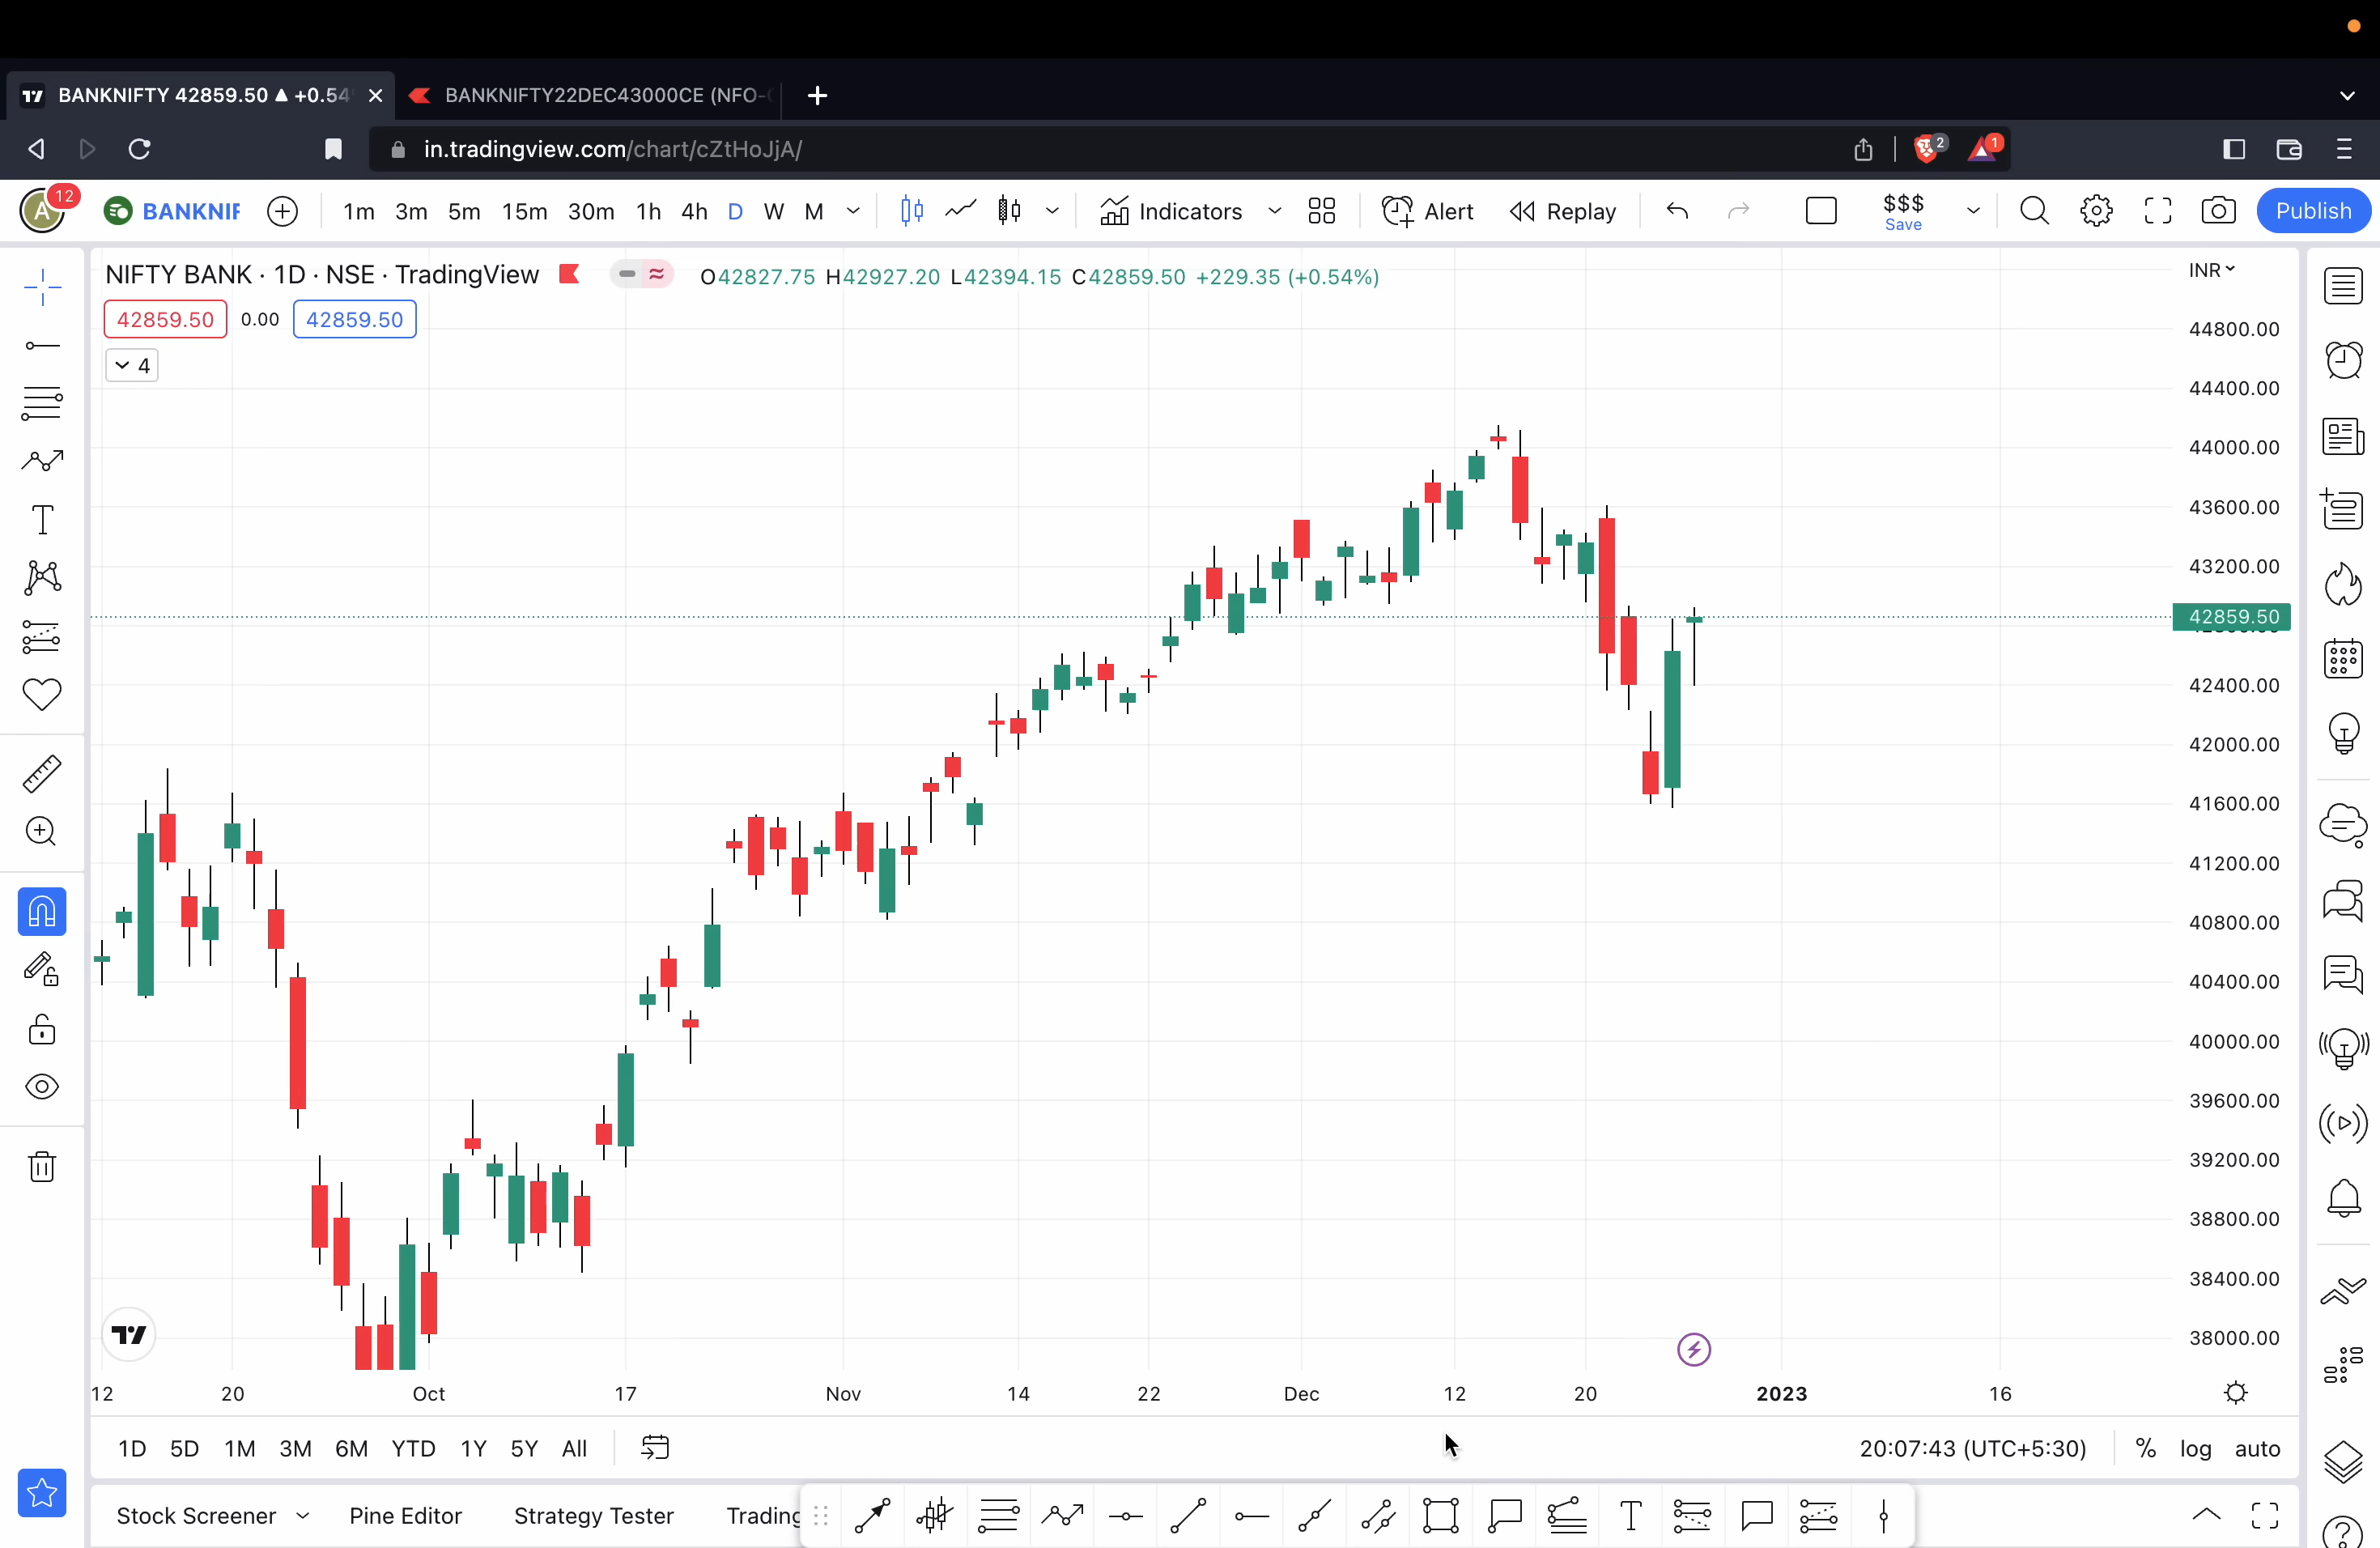 BANKNIFTY 42859.50 ▲ +0.54
BANKNIFTY22DEC43000CE (NFO-
in.tradingview.com/chart/cZtHoJjA/
2
1
A
12
BANKNIF
1m 3m 5m 15m 30m 1h 4h D W M
Indicators
Alert
Replay
$$$
Save
Publish
NIFTY BANK · 1D · NSE · TradingView
O42827.75 H42927.20 L42394.15 C42859.50 +229.35 (+0.54%)
INR
42859.50 0.00 42859.50
4
44800.00
44400.00
44000.00
43600.00
43200.00
42859.50
42400.00
42000.00
41600.00
41200.00
40800.00
40400.00
40000.00
39600.00
39200.00
38800.00
38400.00
38000.00
12 20 Oct 17 Nov 14 22 Dec 12 20 2023 16
1D 5D 1M 3M 6M YTD 1Y 5Y All
20:07:43 (UTC+5:30) % log auto
Stock Screener Pine Editor Strategy Tester Trading